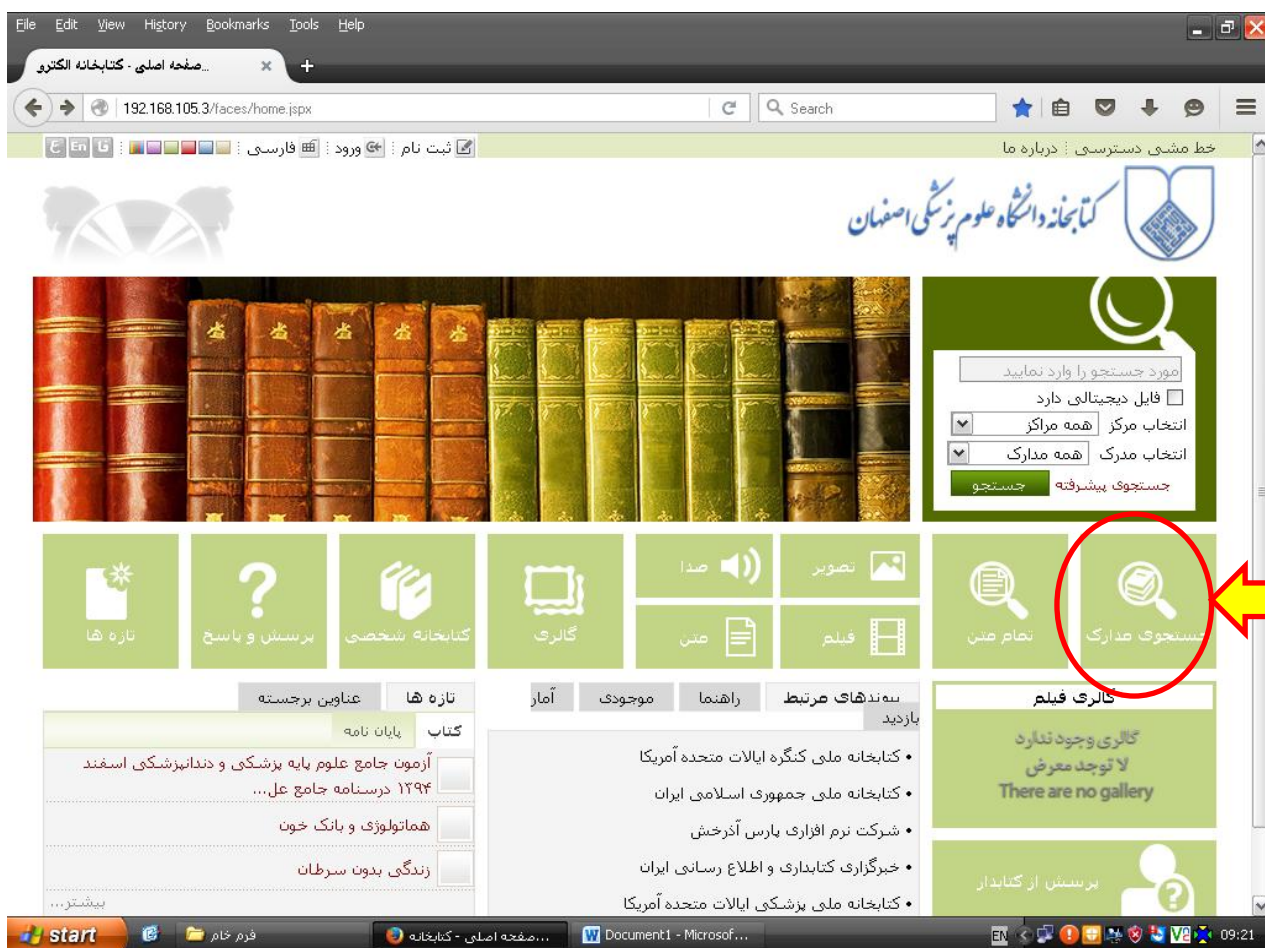 File Edit View History Bookmarks Tools Help
صفحه اصلی - کتابخانه الکترو...
192.168.105.3/faces/home.jspx
Search
خط مشی دسترسی : درباره ما
ثبت نام : ورود : فارسی : فا En ع
کتابخانه دانشگاه علوم پزشکی اصفهان
مورد جستجو را وارد نمایید
فایل دیجیتالی دارد
انتخاب مرکز همه مراکز
انتخاب مدرک همه مدارک
جستجوی پیشرفته جستجو
جستجوی مدارک
تمام متن
تصویر
صدا
فیلم
متن
گالری
کتابخانه شخصی
پرسش و پاسخ
تازه ها
گالری فیلم
گالری وجود ندارد
لا توجد معرض
There are no gallery
پرسش از کتابدار
پیوندهای مرتبط راهنما موجودی آمار
بازدید
• کتابخانه ملی کنگره ایالات متحده آمریکا
• کتابخانه ملی جمهوری اسلامی ایران
• شرکت نرم افزاری پارس آذرخش
• خبرگزاری کتابداری و اطلاع رسانی ایران
• کتابخانه ملی پزشکی ایالات متحده آمریکا
تازه ها عناوین برجسته
کتاب پایان نامه
آزمون جامع علوم پایه پزشکی و دندانپزشکی اسفند
۱۳۹۴ درسنامه جامع عل...
هماتولوژی و بانک خون
زندگی بدون سرطان
بیشتر...
start
فرم خام
صفحه اصلی - کتابخانه...
Document1 - Microsof...
EN
09:21